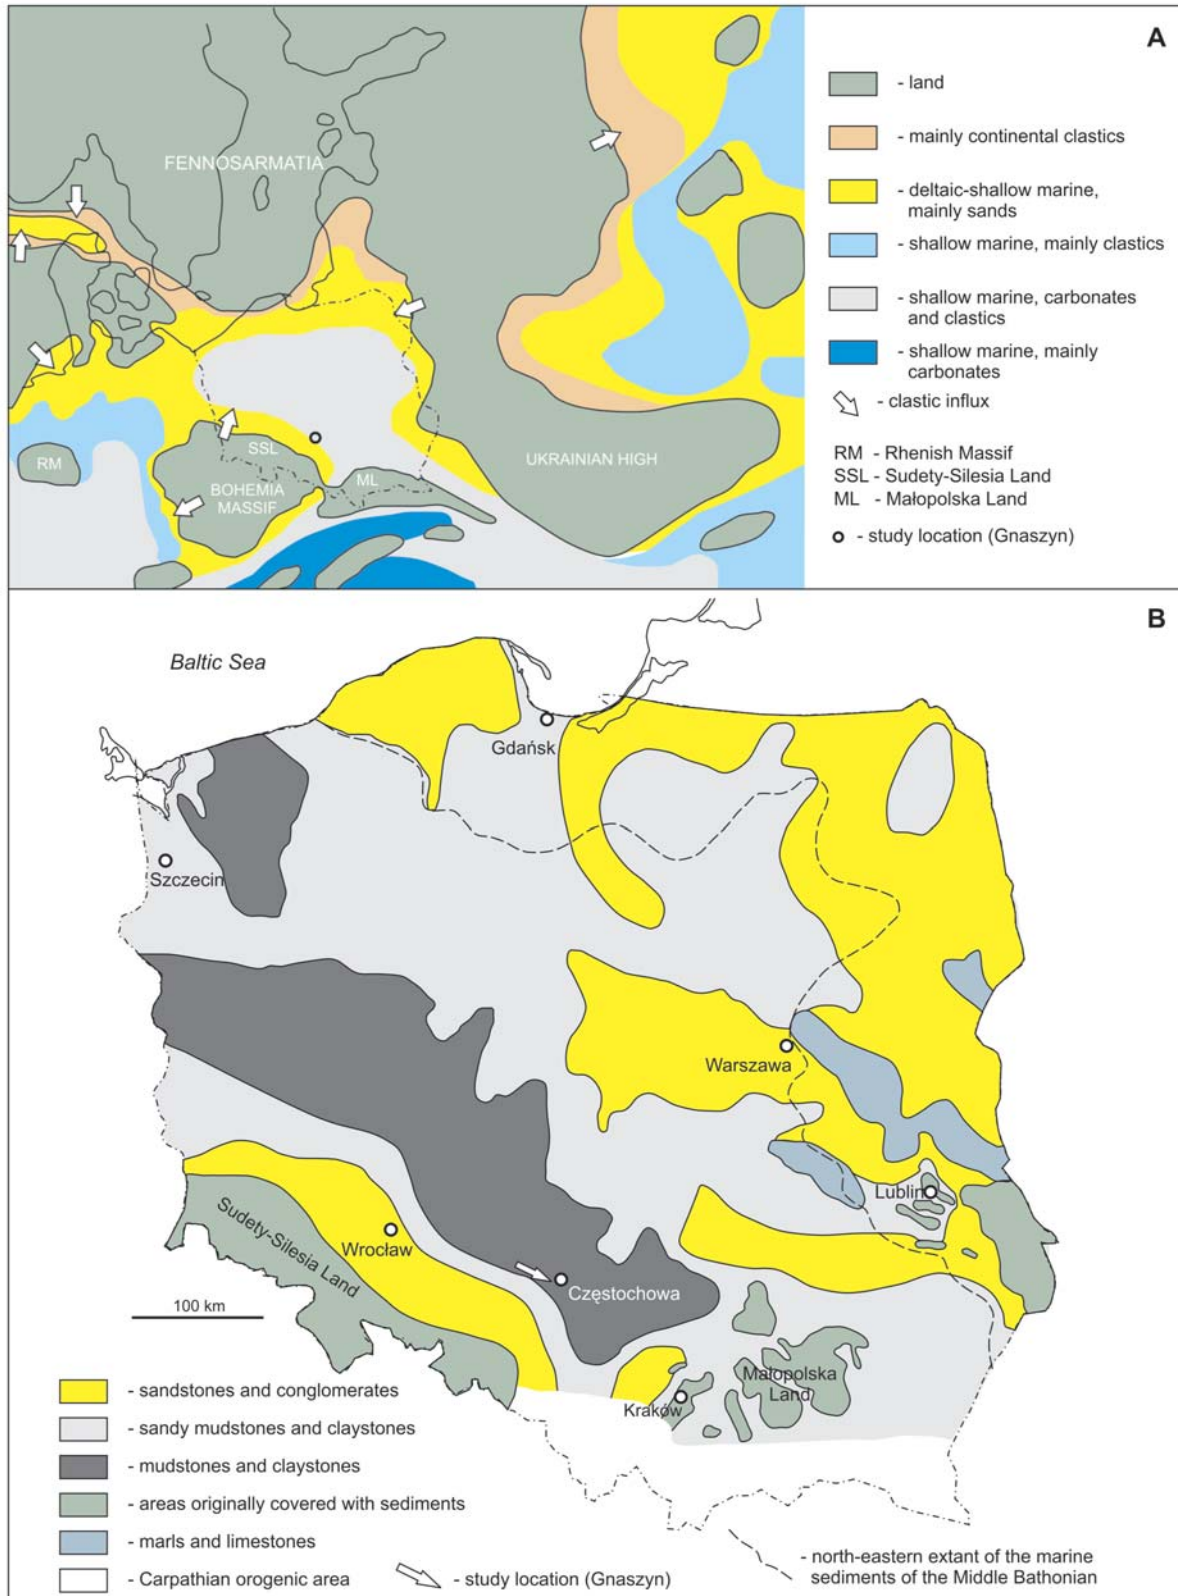 A
- land
- mainly continental clastics
- deltaic-shallow marine,
mainly sands
- shallow marine, mainly clastics
- shallow marine, carbonates
and clastics
- shallow marine, mainly
carbonates
- clastic influx
RM - Rhenish Massif
SSL - Sudety-Silesia Land
ML - Małopolska Land
- study location (Gnaszyn)
FENNOSARMATIA
RM
SSL
BOHEMIA
MASSIF
ML
UKRAINIAN HIGH
B
Baltic Sea
Gdańsk
Szczecin
Warszawa
Lublin
Sudety-Silesia Land
Wrocław
Częstochowa
100 km
Małopolska
Land
Kraków
- sandstones and conglomerates
- sandy mudstones and claystones
- mudstones and claystones
- areas originally covered with sediments
- marls and limestones
- Carpathian orogenic area
- study location (Gnaszyn)
- north-eastern extant of the marine
sediments of the Middle Bathonian